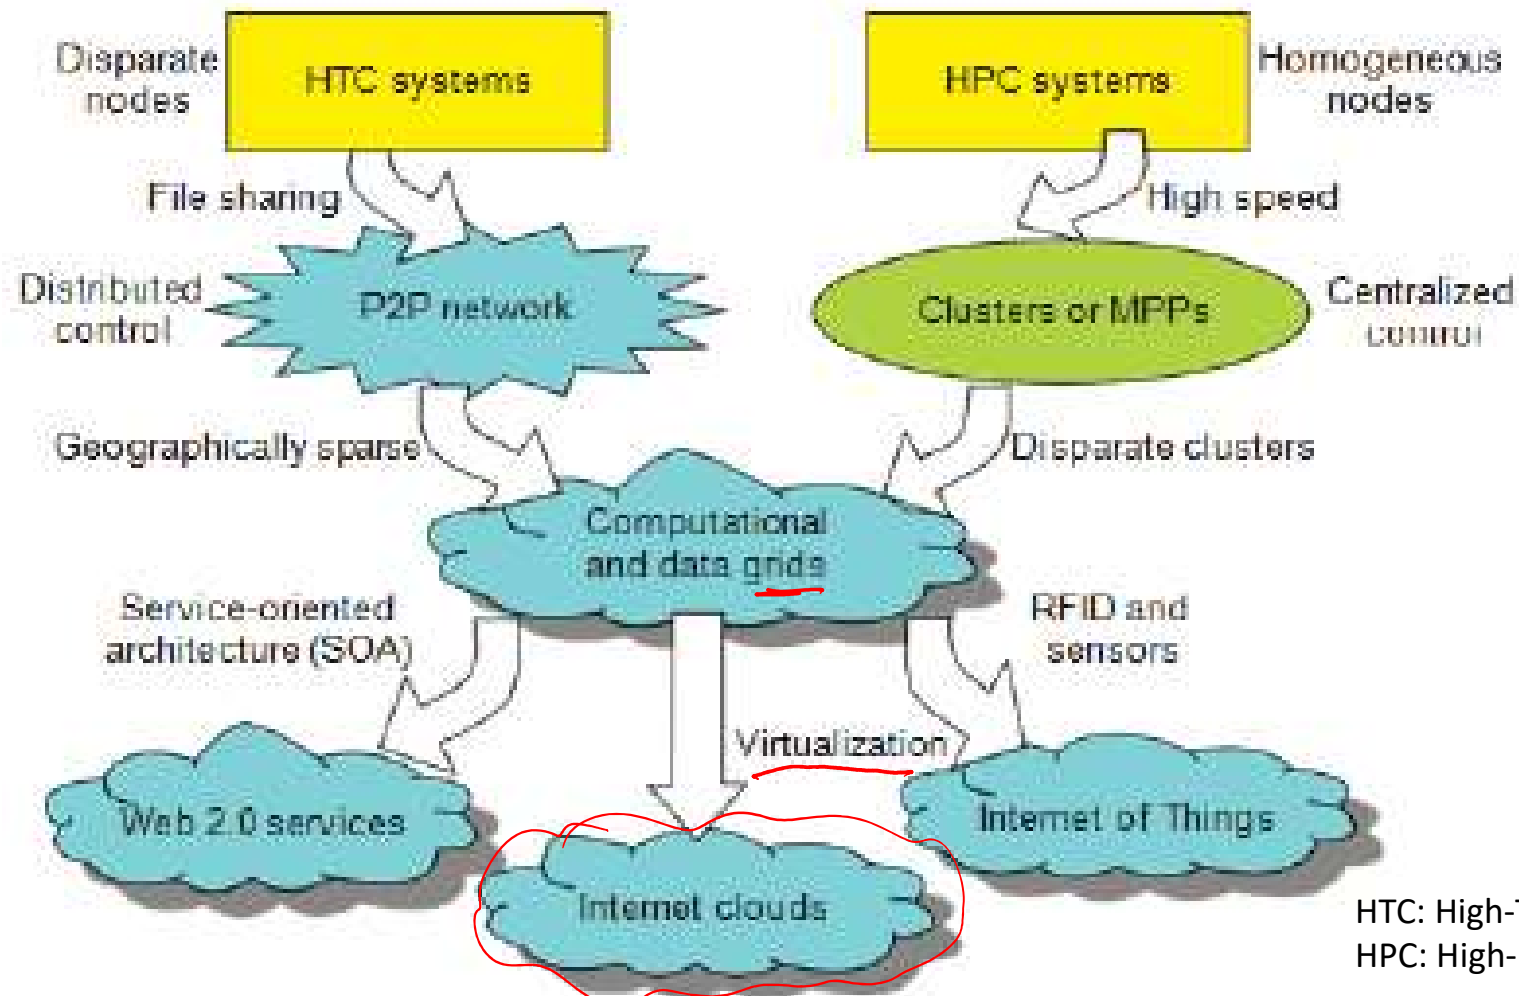 Disparate
nodes
HTC systems
HPC systems
Homogeneous
nodes
File sharing
High speed
Distributed
control
P2P network
Clusters or MPPs
Centralized
control
Geographically sparse
Disparate clusters
Computational
and data grids
Service-oriented
architecture (SOA)
RFID and
sensors
Virtualization
Web 2.0 services
Internet of Things
Internet clouds
HTC: High-T
HPC: High-